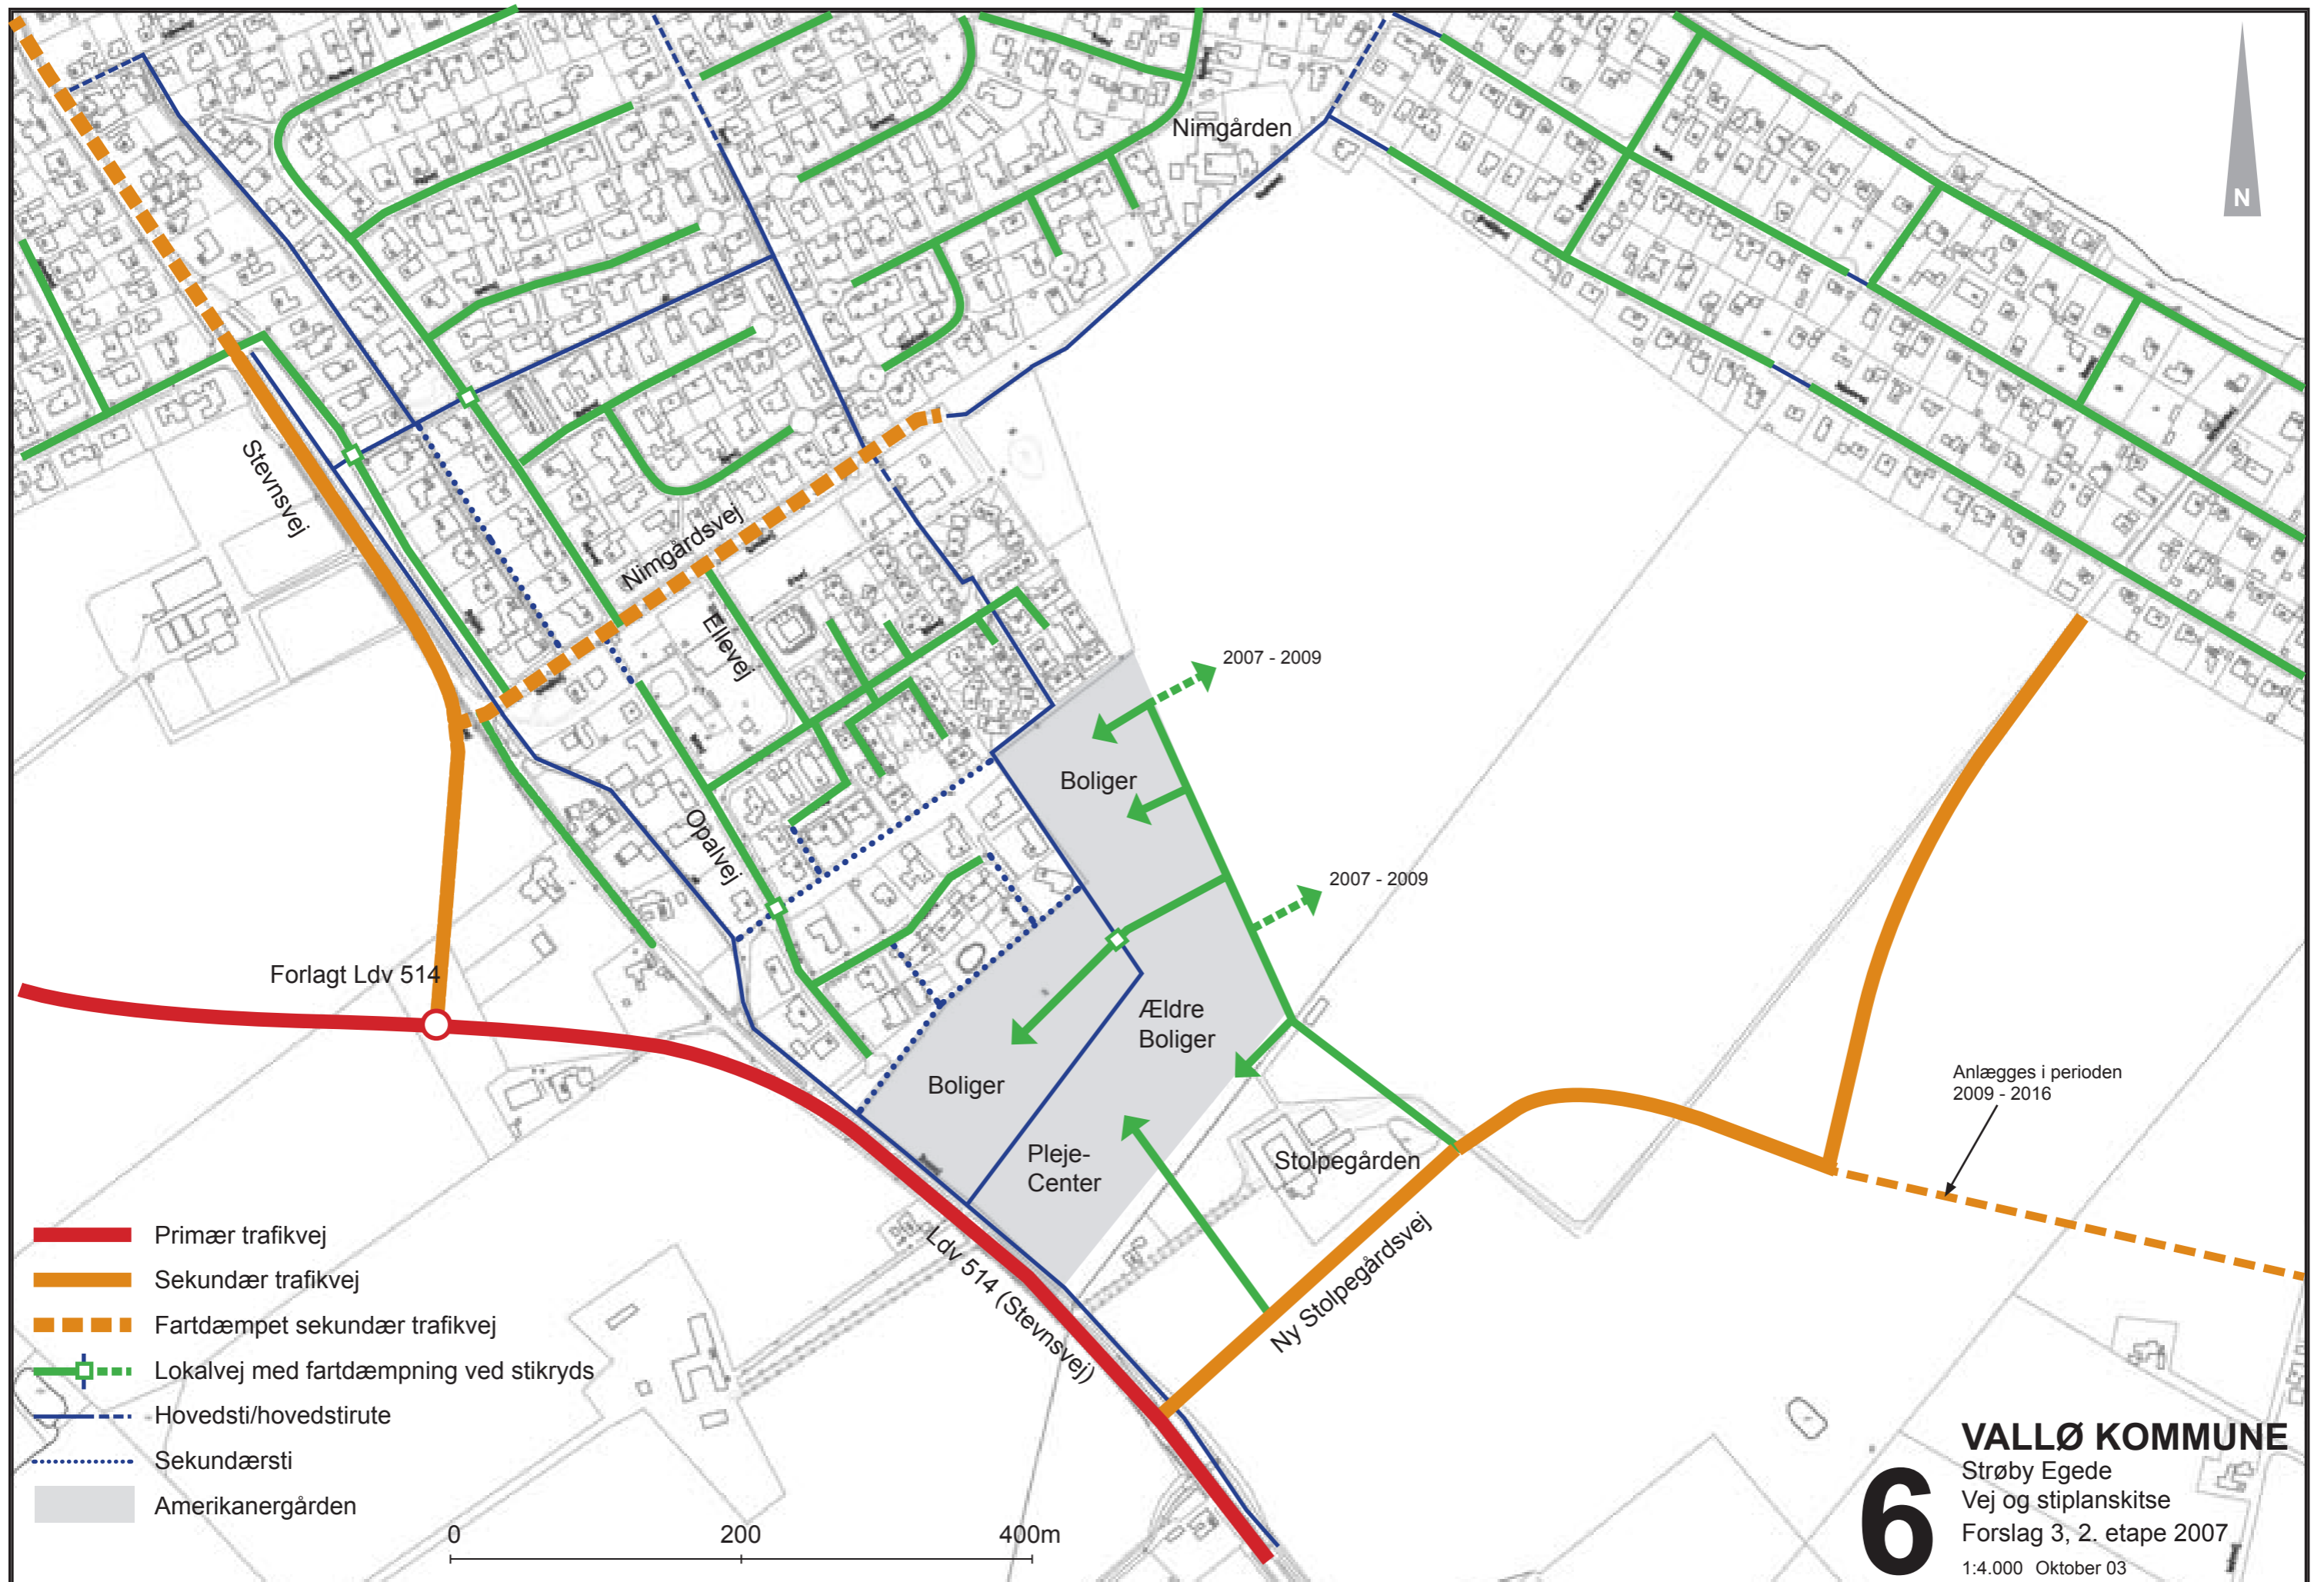 Nimgården
N
Stevnsvej
Nimgårdsvej
Ellevej
2007 - 2009
Boliger
Opalvej
2007 - 2009
Forlagt Ldv 514
Ældre
Boliger
Boliger
Anlægges i perioden
2009 - 2016
Pleje-
Center
Stolpegården
Ldv 514 (Stevnsvej)
Ny Stolpegårdsvej
Primær trafikvej
Sekundær trafikvej
Fartdæmpet sekundær trafikvej
Lokalvej med fartdæmpning ved stikryds
Hovedsti/hovedstirute
Sekundærsti
Amerikanergården
0 200 400m
6
VALLØ KOMMUNE
Strøby Egede
Vej og stiplanskitse
Forslag 3, 2. etape 2007
1:4.000 Oktober 03